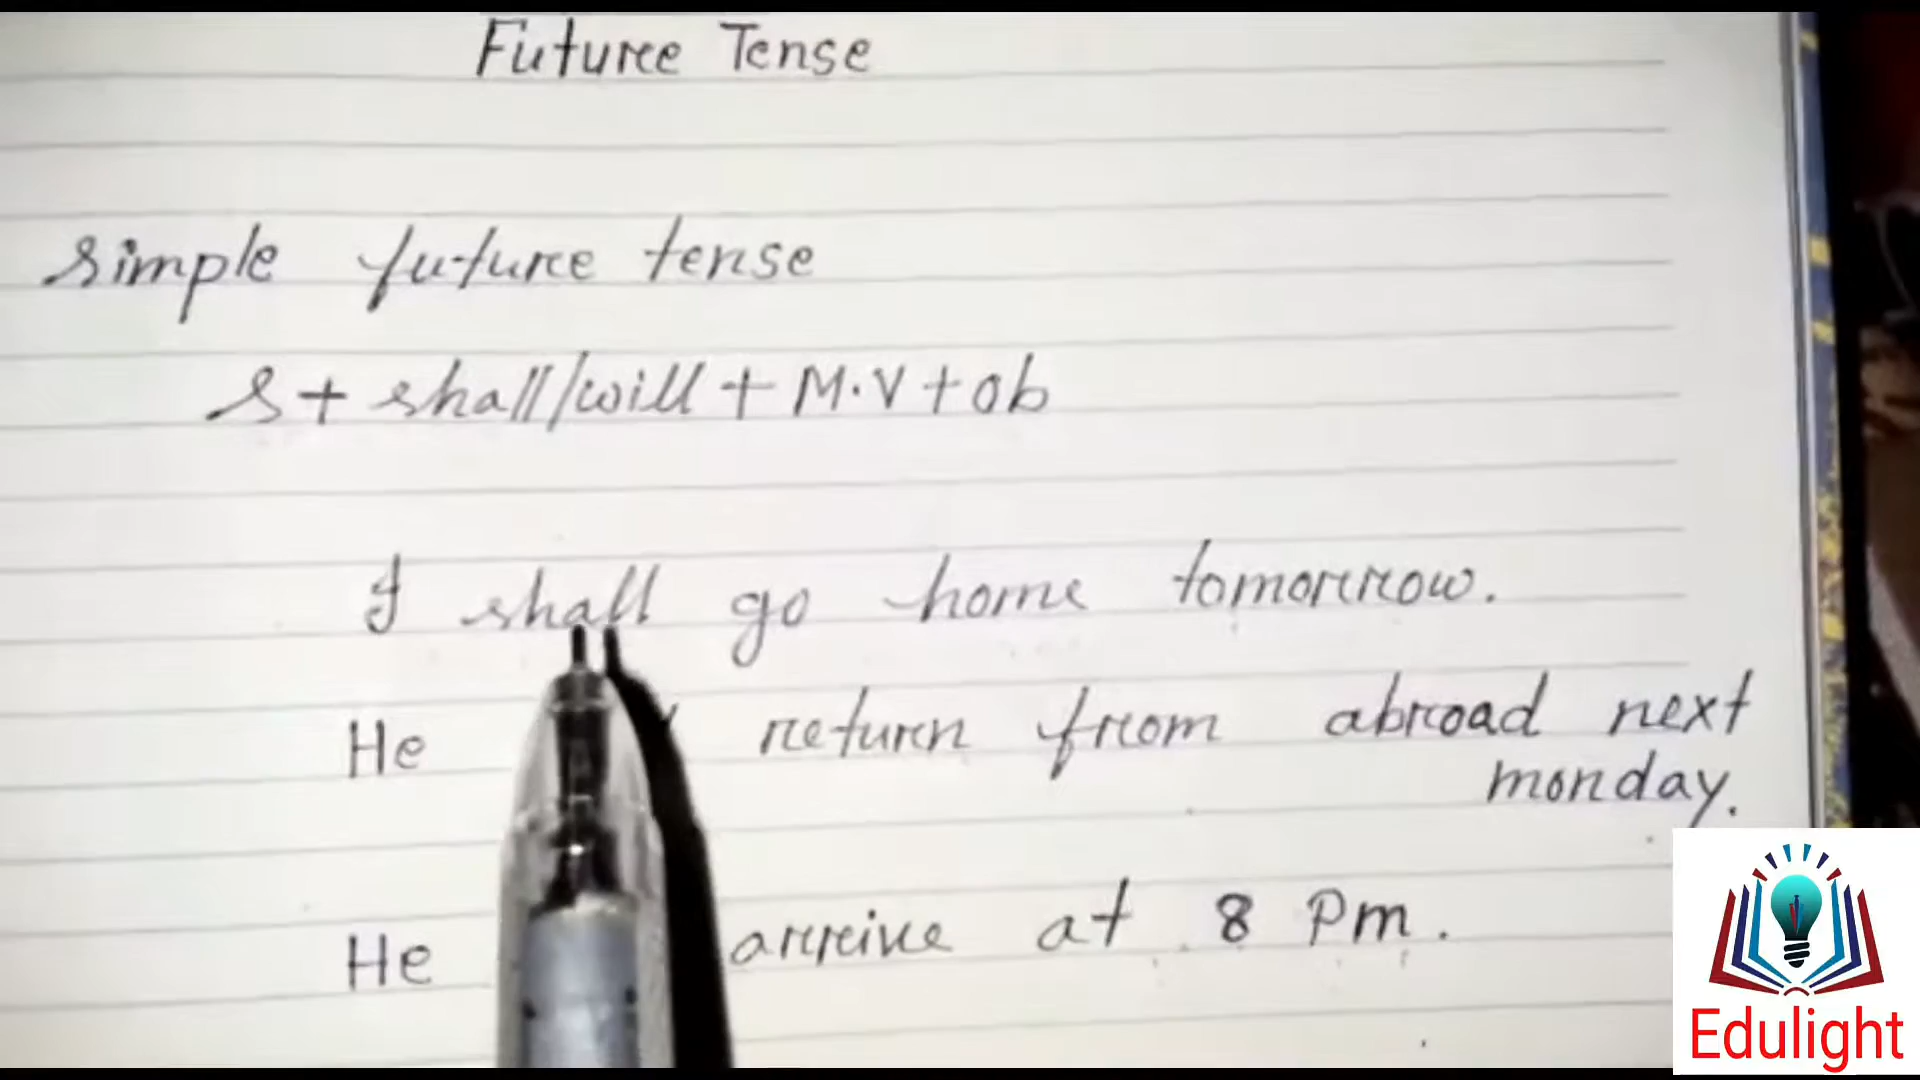 Future Tense
simple future tense
S + shall/will + M.V + ob
I shall go home tomorrow.
He return from abroad next
monday.
He arrive at 8 Pm.
Edulight